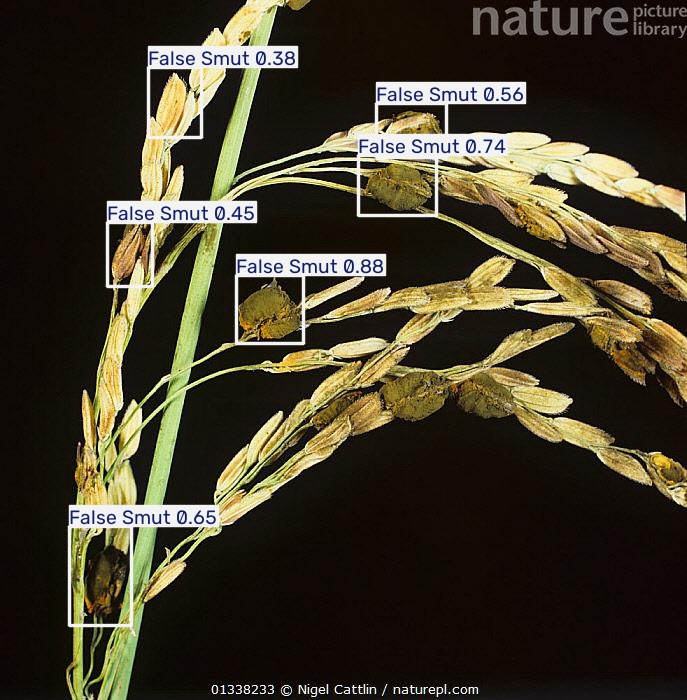 nature picture
library
False Smut 0.38
False Smut 0.56
False Smut 0.74
False Smut 0.45
False Smut 0.88
False Smut 0.65
01338233 © Nigel Cattlin / naturepl.com